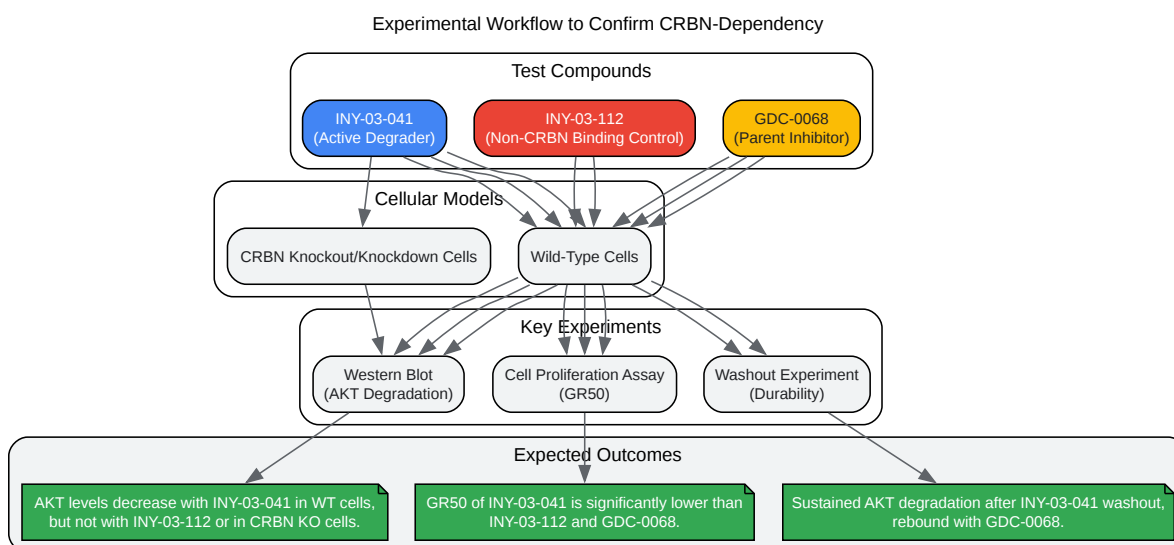 Experimental Workflow to Confirm CRBN-Dependency
Test Compounds
INY-03-041
(Active Degrader)
INY-03-112
(Non-CRBN Binding Control)
GDC-0068
(Parent Inhibitor)
Cellular Models
CRBN Knockout/Knockdown Cells
Wild-Type Cells
Key Experiments
Western Blot
(AKT Degradation)
Cell Proliferation Assay
(GR50)
Washout Experiment
(Durability)
Expected Outcomes
AKT levels decrease with INY-03-041 in WT cells,
but not with INY-03-112 or in CRBN KO cells.
GR50 of INY-03-041 is significantly lower than
INY-03-112 and GDC-0068.
Sustained AKT degradation after INY-03-041 washout,
rebound with GDC-0068.